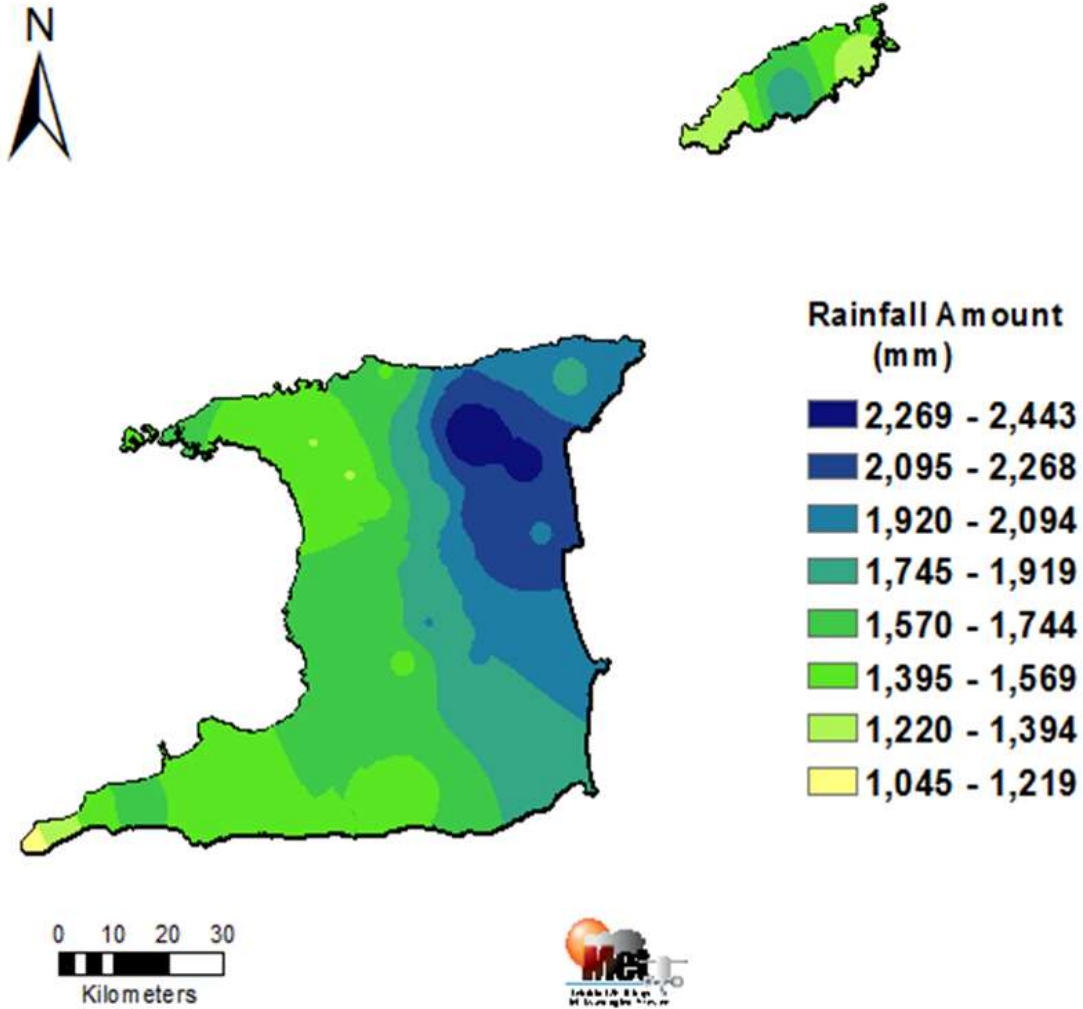 N
Rainfall Amount
(mm)
2,269 - 2,443
2,095 - 2,268
1,920 - 2,094
1,745 - 1,919
1,570 - 1,744
1,395 - 1,569
1,220 - 1,394
1,045 - 1,219
0 10 20 30
Kilometers
Met